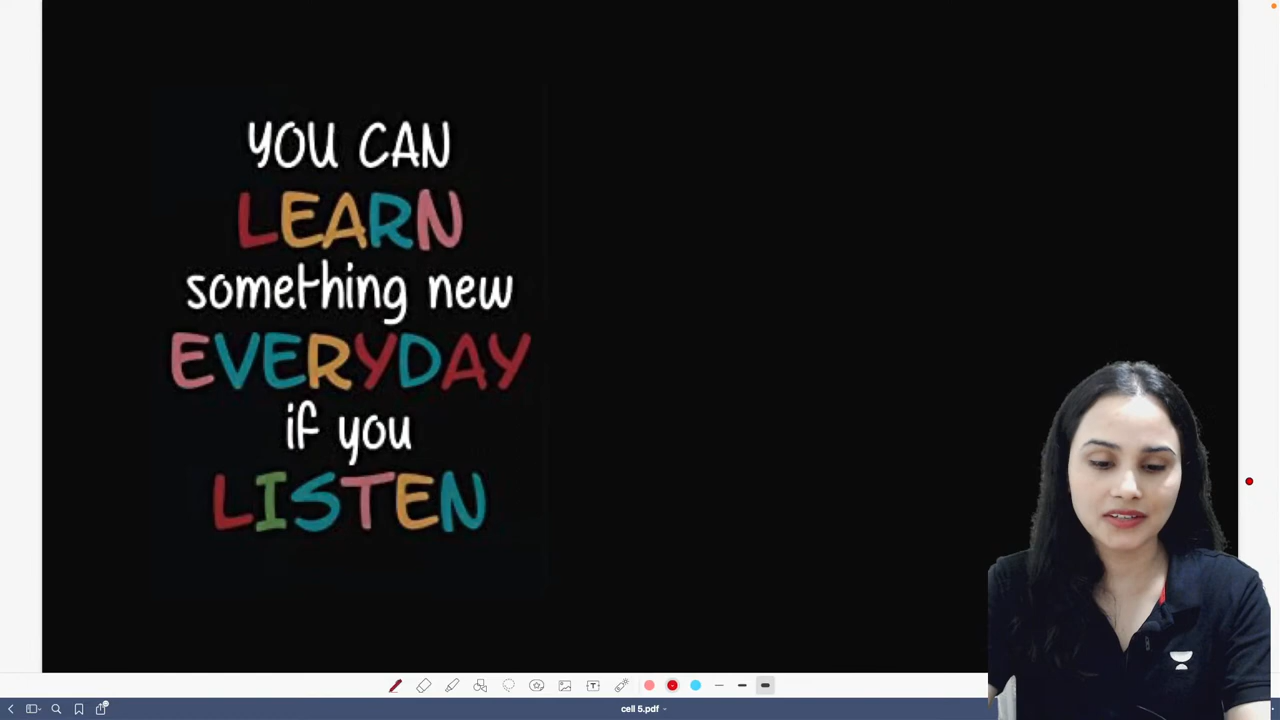 YOU CAN
LEARN
something new
EVERYDAY
if you
LISTEN
cell 5.pdf